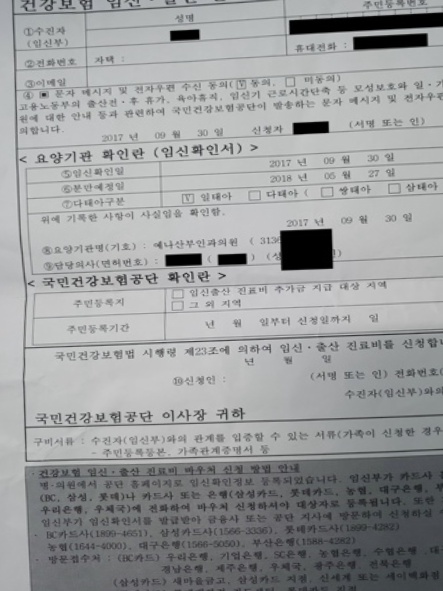 건강보험 임신·출산
주민등록번호
①수진자
(임신부)
성명
②전화번호
자택 :
휴대전화 :
③이메일
④ ▣ 문자 메시지 및 전자우편 수신 동의(☑ 동의, ☐ 미동의)
고용노동부의 출산전·후 휴가, 육아휴직, 임신기 근로시간단축 등 모성보호와 일·가
원에 대한 안내 등과 관련하여 국민건강보험공단이 발송하는 문자 메시지 및 전자우편
의합니다.
2017 년 09 월 30 일 신청자 (서명 또는 인)
< 요양기관 확인란 (임신확인서) >
⑤임신확인일 2017 년 09 월 30 일
⑥분만예정일 2018 년 05 월 27 일
⑦다태아구분 ☑ 일태아 ☐ 다태아 ( ☐ 쌍태아 ☐ 삼태아
위에 기록한 사항이 사실임을 확인함.
2017 년 09 월 30 일
⑧요양기관명(기호) : 예나산부인과의원 ( 3136
⑨담당의사(면허번호) : ( ) 인)
< 국민건강보험공단 확인란 >
주민등록지
☐ 임신출산 진료비 추가금 지급 대상 지역
☐ 그 외 지역
주민등록기간 년 월 일부터 신청일까지 일
국민건강보험법 시행령 제23조에 의하여 임신·출산 진료비를 신청합
년 월 일
⑩신청인 : (서명 또는 인) 전화번호(
수진자(임신부)와의
국민건강보험공단 이사장 귀하
구비서류 : 수진자(임신부)와의 관계를 입증할 수 있는 서류(가족이 신청한 경우
- 주민등록등본, 가족관계증명서 등
· 건강보험 임신·출산 진료비 바우처 신청 방법 안내
병·의원에서 공단 홈페이지로 임신확인정보 등록되었습니다. 임신부가 카드사
(BC, 삼성, 롯데)나 카드사 또는 은행(삼성카드, 롯데카드, 농협, 대구은행, 부
우리은행, 우체국)에 전화하여 바우처 신청하셔야 대상자로 등록됩니다. 또한
임신부가 임신확인서를 발급받아 금융사 또는 공단 지사에 방문하여 신청하실
· BC카드사(1899-4651), 삼성카드사(1566-3336), 롯데카드사(1899-4282)
농협(1644-4000), 대구은행(1566-5050), 부산은행(1588-4282)
· 방문접수처 : (BC카드) 우리은행, 기업은행, SC은행, 농협은행, 수협은행,
경남은행, 제주은행, 우체국, 광주은행, 전북은행
(삼성카드) 새마을금고, 삼성카드 지점, 신세계 또는 세이백화점